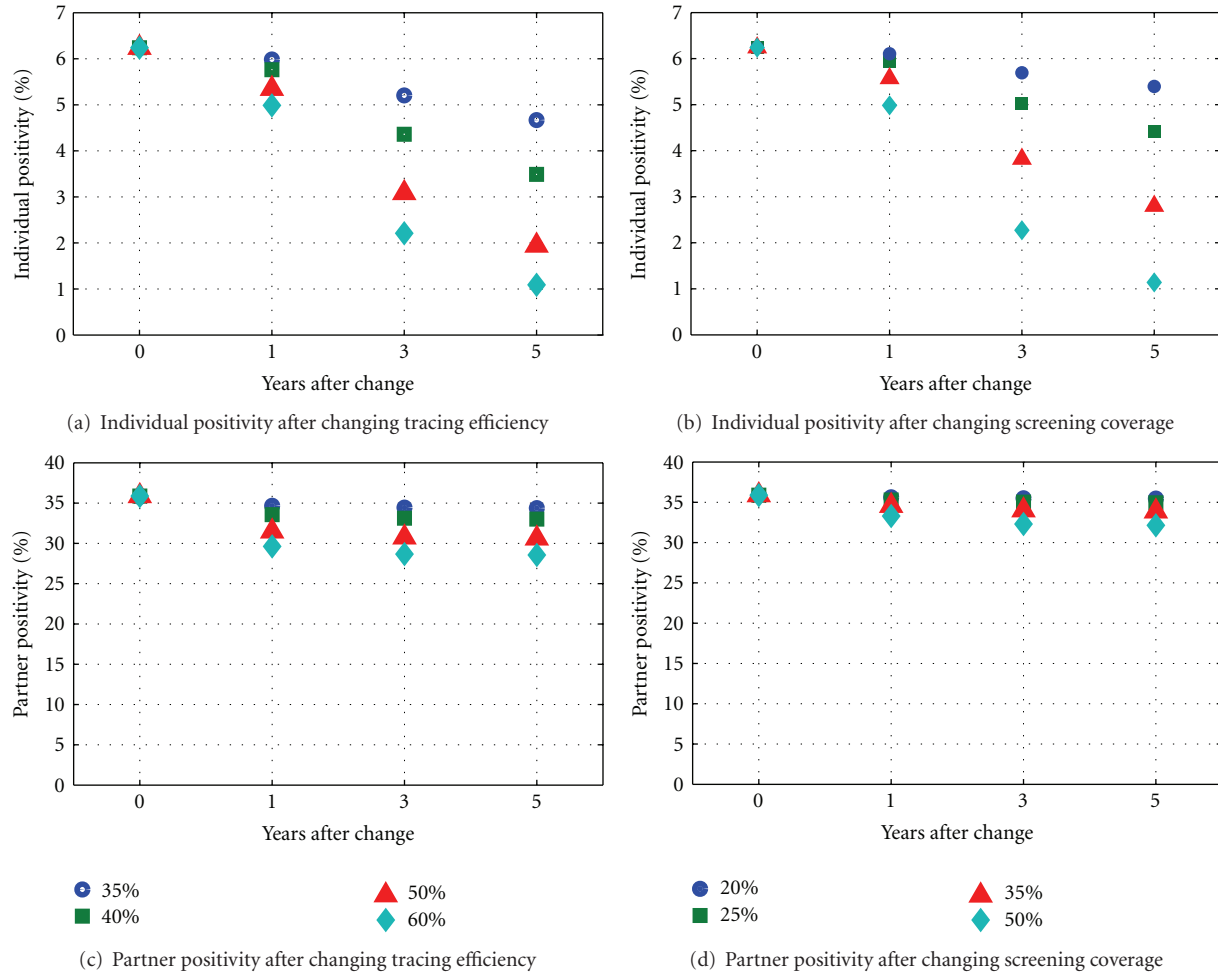 7
6
5
4
3
2
1
0
Individual positivity (%)
0 1 3 5
Years after change
(a) Individual positivity after changing tracing efficiency
7
6
5
4
3
2
1
0
Individual positivity (%)
0 1 3 5
Years after change
(b) Individual positivity after changing screening coverage
40
35
30
25
20
15
10
5
0
Partner positivity (%)
0 1 3 5
Years after change
35% 50%
40% 60%
(c) Partner positivity after changing tracing efficiency
40
35
30
25
20
15
10
5
0
Partner positivity (%)
0 1 3 5
Years after change
20% 35%
25% 50%
(d) Partner positivity after changing screening coverage